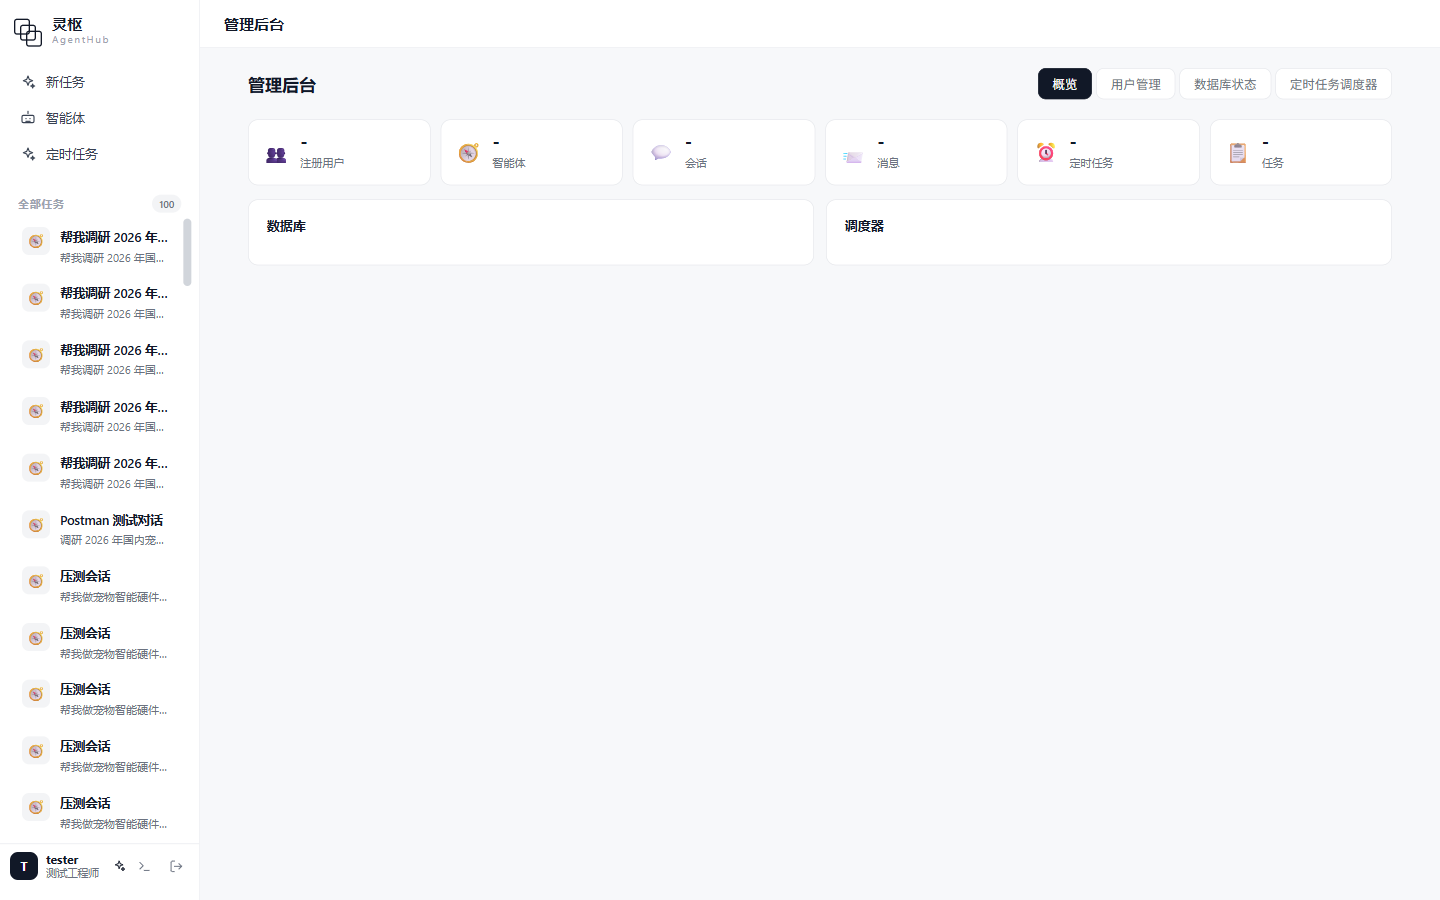 灵枢
AgentHub
新任务
智能体
定时任务
全部任务
100
帮我调研 2026 年...
帮我调研 2026 年国...
帮我调研 2026 年...
帮我调研 2026 年国...
帮我调研 2026 年...
帮我调研 2026 年国...
帮我调研 2026 年...
帮我调研 2026 年国...
帮我调研 2026 年...
帮我调研 2026 年国...
Postman 测试对话
调研 2026 年国内宠...
压测会话
帮我做宠物智能硬件...
压测会话
帮我做宠物智能硬件...
压测会话
帮我做宠物智能硬件...
压测会话
帮我做宠物智能硬件...
压测会话
帮我做宠物智能硬件...
T
tester
测试工程师
管理后台
管理后台
概览
用户管理
数据库状态
定时任务调度器
-
注册用户
-
智能体
-
会话
-
消息
-
定时任务
-
任务
数据库
调度器